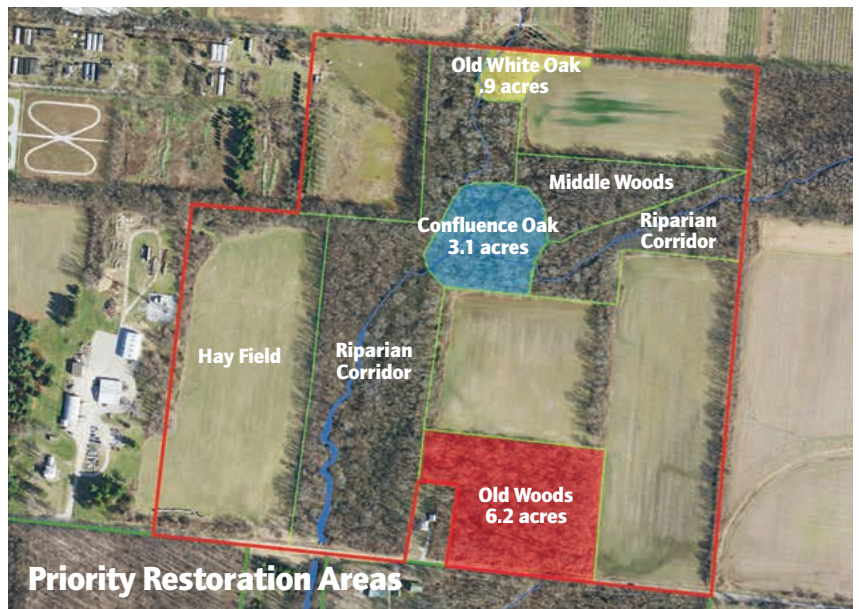 Old White Oak
.9 acres
Middle Woods
Confluence Oak
3.1 acres
Riparian
Corridor
Hay Field
Riparian
Corridor
Old Woods
6.2 acres
Priority Restoration Areas